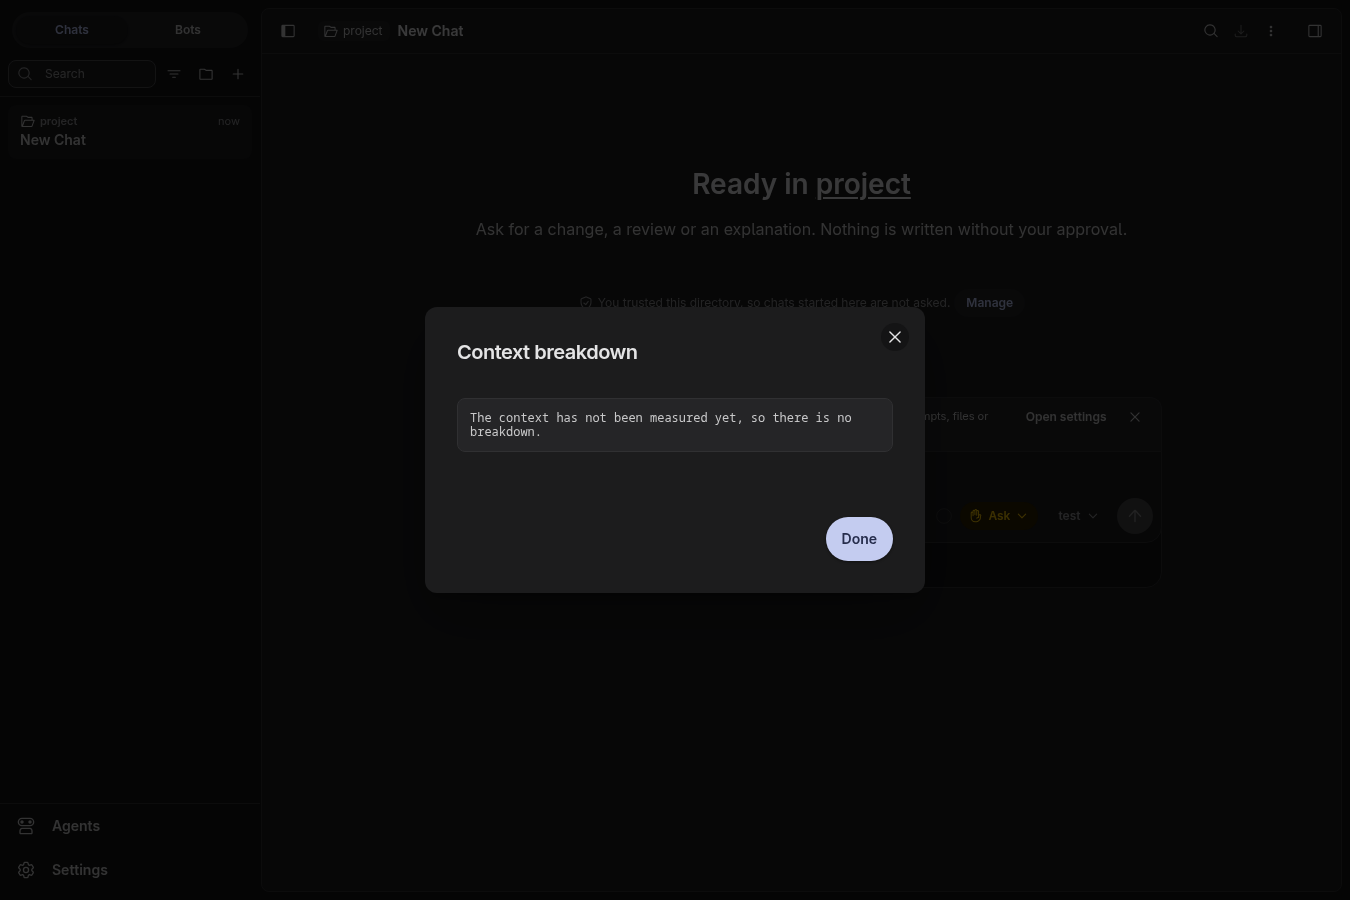 Chats
Bots
Search
project
now
New Chat
Agents
Settings
project
New Chat
Ready in project
Ask for a change, a review or an explanation. Nothing is written without your approval.
You trusted this directory, so chats started here are not asked.
Manage
files or
Open settings
Ask
test
Context breakdown
The context has not been measured yet, so there is no
breakdown.
Done